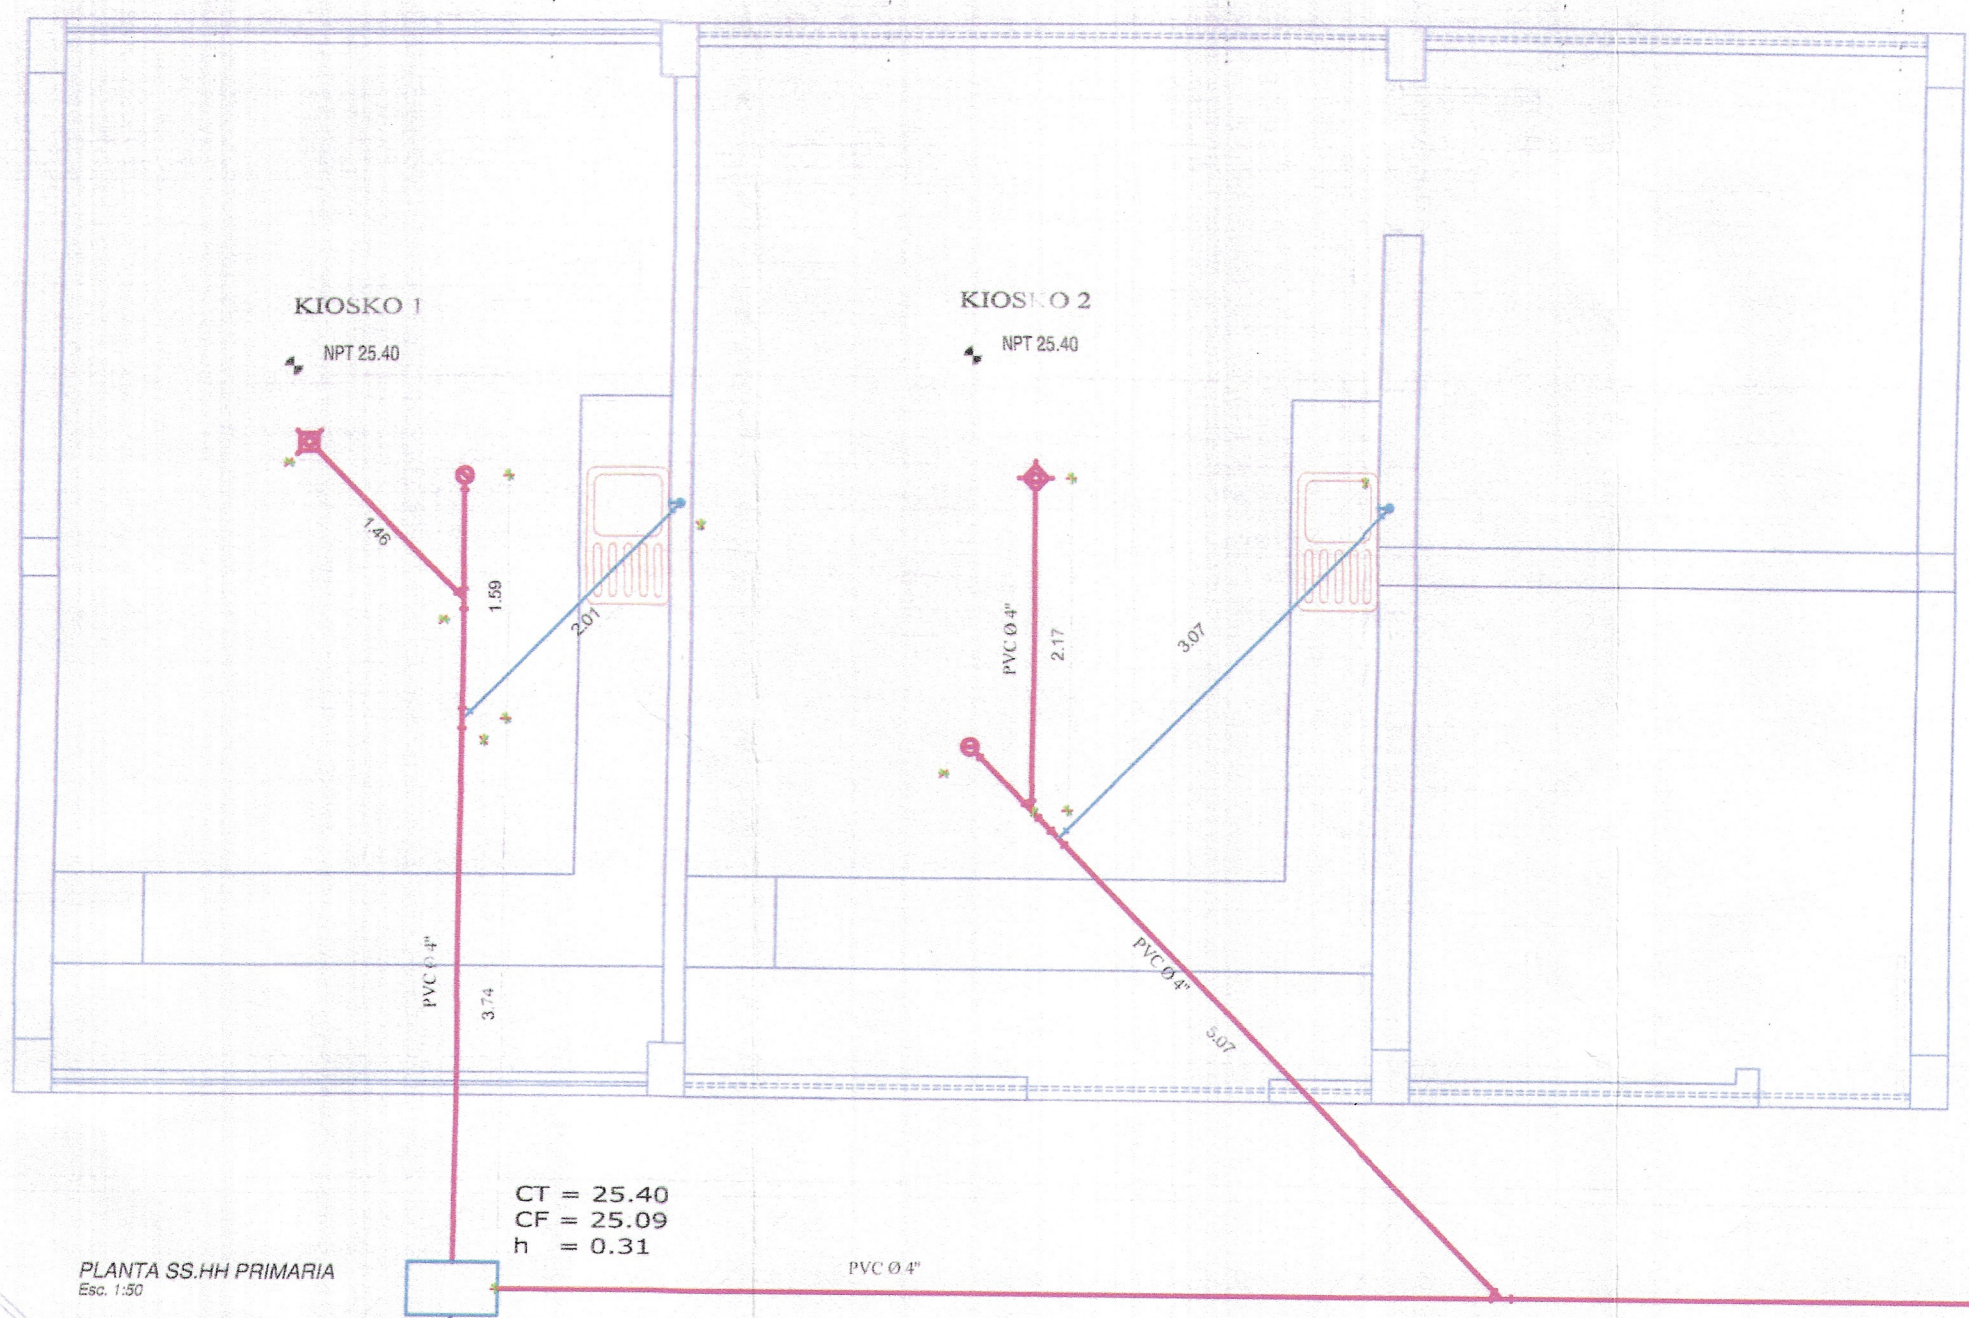 KIOSKO 1
NPT 25.40
KIOSKO 2
NPT 25.40
1.46
1.59
2.01
PVC Ø 4"
2.17
3.07
PVC Ø 4"
3.74
PVC Ø 4"
5.07
CT = 25.40
CF = 25.09
h = 0.31
PLANTA SS.HH PRIMARIA
Esc. 1:50
PVC Ø 4"